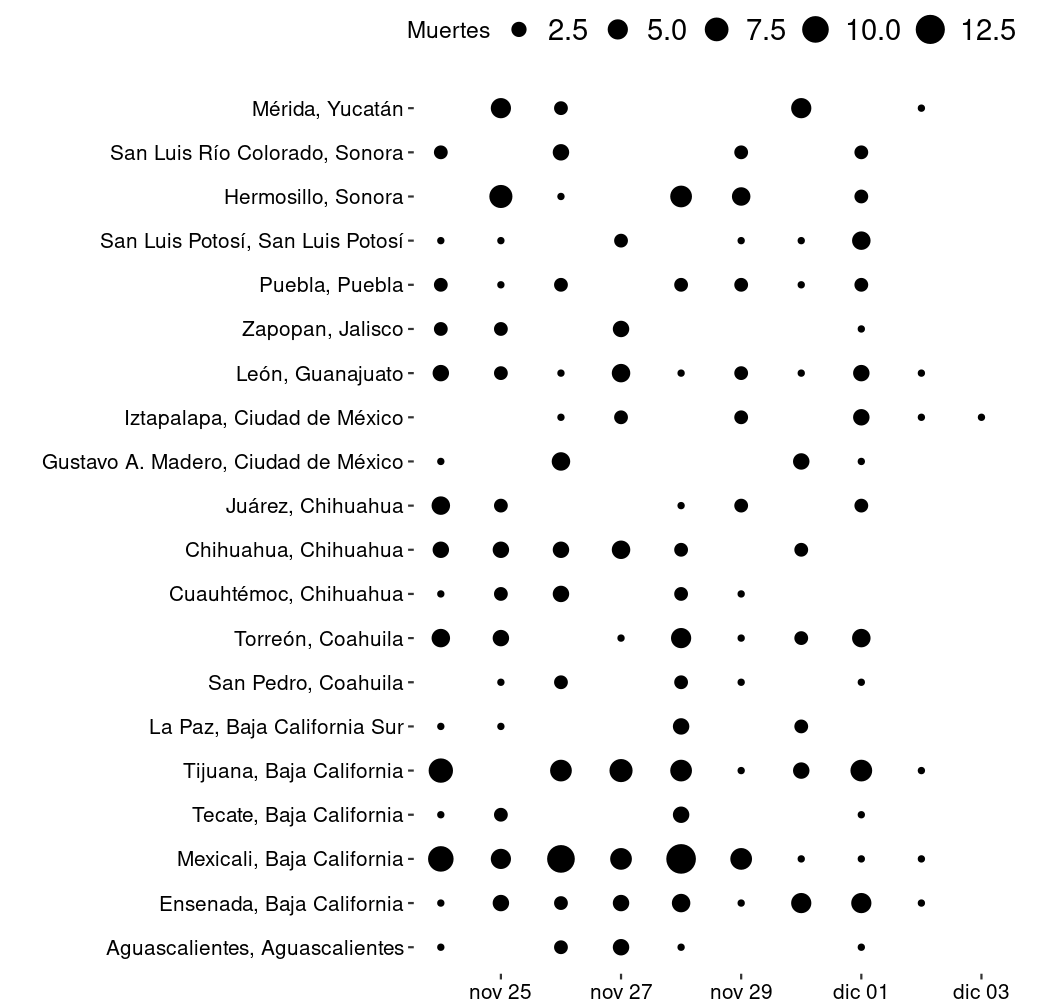 Muertes 2.5 5.0 7.5 10.0 12.5
Mérida, Yucatán
San Luis Río Colorado, Sonora
Hermosillo, Sonora
San Luis Potosí, San Luis Potosí
Puebla, Puebla
Zapopan, Jalisco
León, Guanajuato
Iztapalapa, Ciudad de México
Gustavo A. Madero, Ciudad de México
Juárez, Chihuahua
Chihuahua, Chihuahua
Cuauhtémoc, Chihuahua
Torreón, Coahuila
San Pedro, Coahuila
La Paz, Baja California Sur
Tijuana, Baja California
Tecate, Baja California
Mexicali, Baja California
Ensenada, Baja California
Aguascalientes, Aguascalientes
nov 25 nov 27 nov 29 dic 01 dic 03